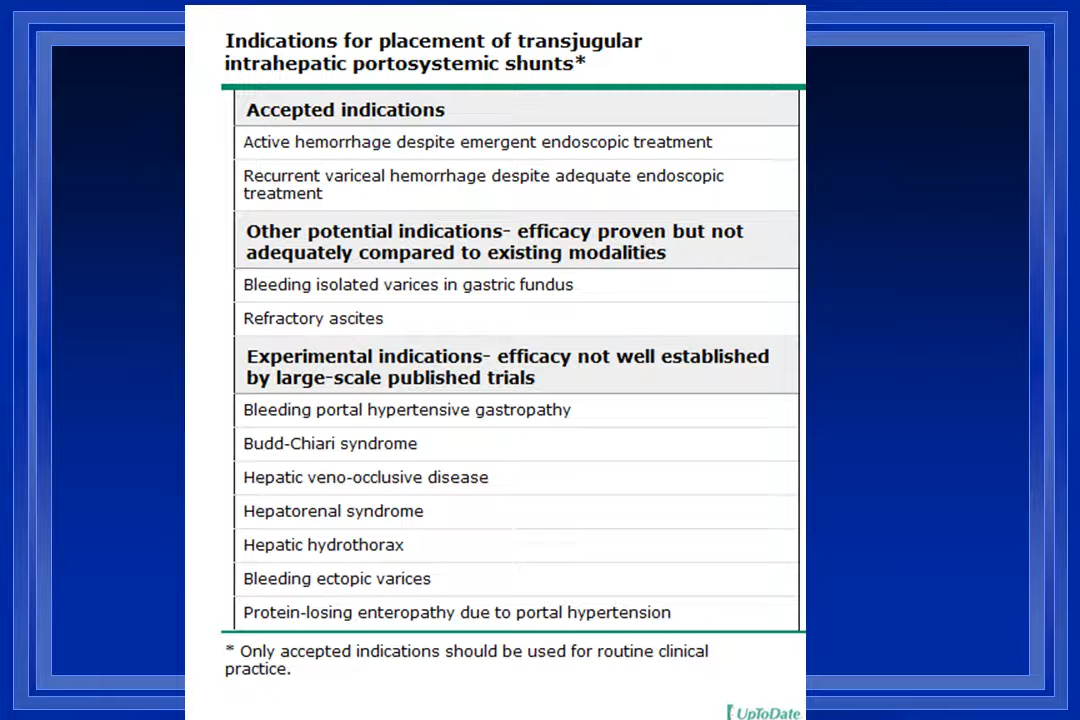 Indications for placement of transjugular
intrahepatic portosystemic shunts*
Accepted indications
Active hemorrhage despite emergent endoscopic treatment
Recurrent variceal hemorrhage despite adequate endoscopic
treatment
Other potential indications- efficacy proven but not
adequately compared to existing modalities
Bleeding isolated varices in gastric fundus
Refractory ascites
Experimental indications- efficacy not well established
by large-scale published trials
Bleeding portal hypertensive gastropathy
Budd-Chiari syndrome
Hepatic veno-occlusive disease
Hepatorenal syndrome
Hepatic hydrothorax
Bleeding ectopic varices
Protein-losing enteropathy due to portal hypertension
* Only accepted indications should be used for routine clinical
practice.
UpToDate